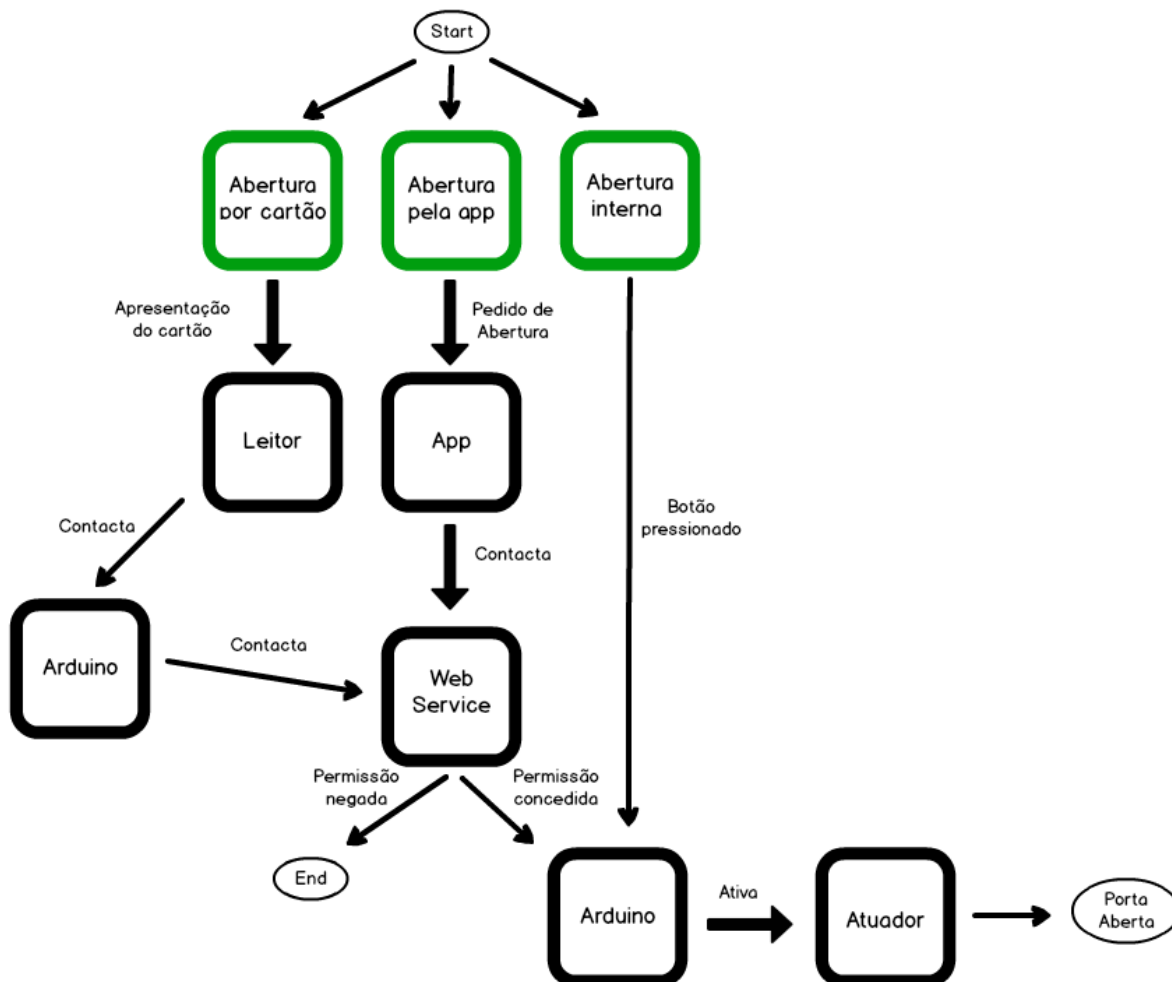 Start
Abertura
por cartão
Abertura
pela app
Abertura
interna
Apresentação
do cartão
Pedido de
Abertura
Leitor
App
Botão
pressionado
Contacta
Contacta
Arduino
Contacta
Web
Service
Permissão
negada
Permissão
concedida
End
Arduino
Ativa
Atuador
Porta
Aberta